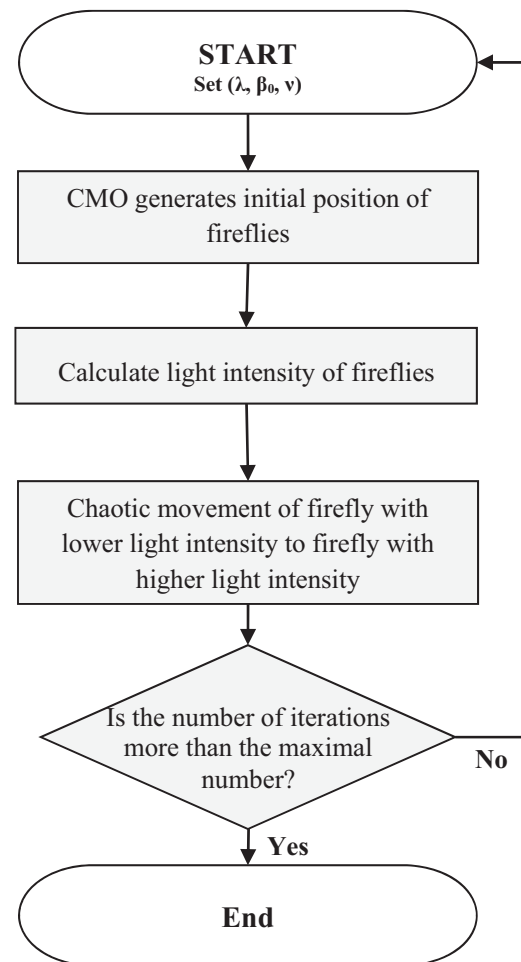 START
Set (λ, β₀, ν)
CMO generates initial position of
fireflies
Calculate light intensity of fireflies
Chaotic movement of firefly with
lower light intensity to firefly with
higher light intensity
Is the number of iterations
more than the maximal
number?
No
Yes
End